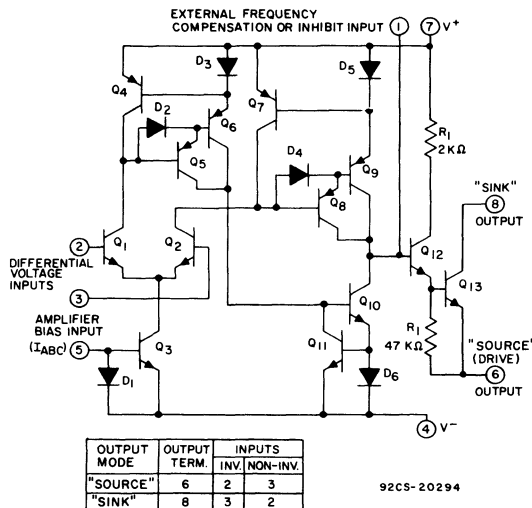 EXTERNAL FREQUENCY
COMPENSATION OR INHIBIT INPUT
1
7 V+
D3
D5
Q4
Q7
D2
Q6
R1
2KΩ
Q5
D4
Q9
"SINK"
8
OUTPUT
Q8
2
Q1
Q2
Q12
Q13
DIFFERENTIAL
VOLTAGE
INPUTS
3
Q10
AMPLIFIER
BIAS INPUT
(IABC)
5
Q3
Q11
R1
47 KΩ
"SOURCE"
(DRIVE)
6
OUTPUT
D1
D6
4 V-
OUTPUT MODE OUTPUT TERM. INPUTS
INV. NON-INV.
"SOURCE" 6 2 3
"SINK" 8 3 2
92CS-20294